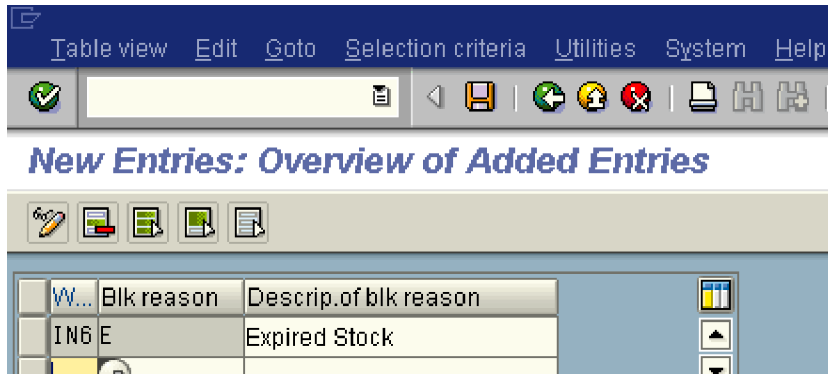 Table view Edit Goto Selection criteria Utilities System Help
New Entries: Overview of Added Entries
W... Blk reason Descrip.of blk reason
IN6 E Expired Stock